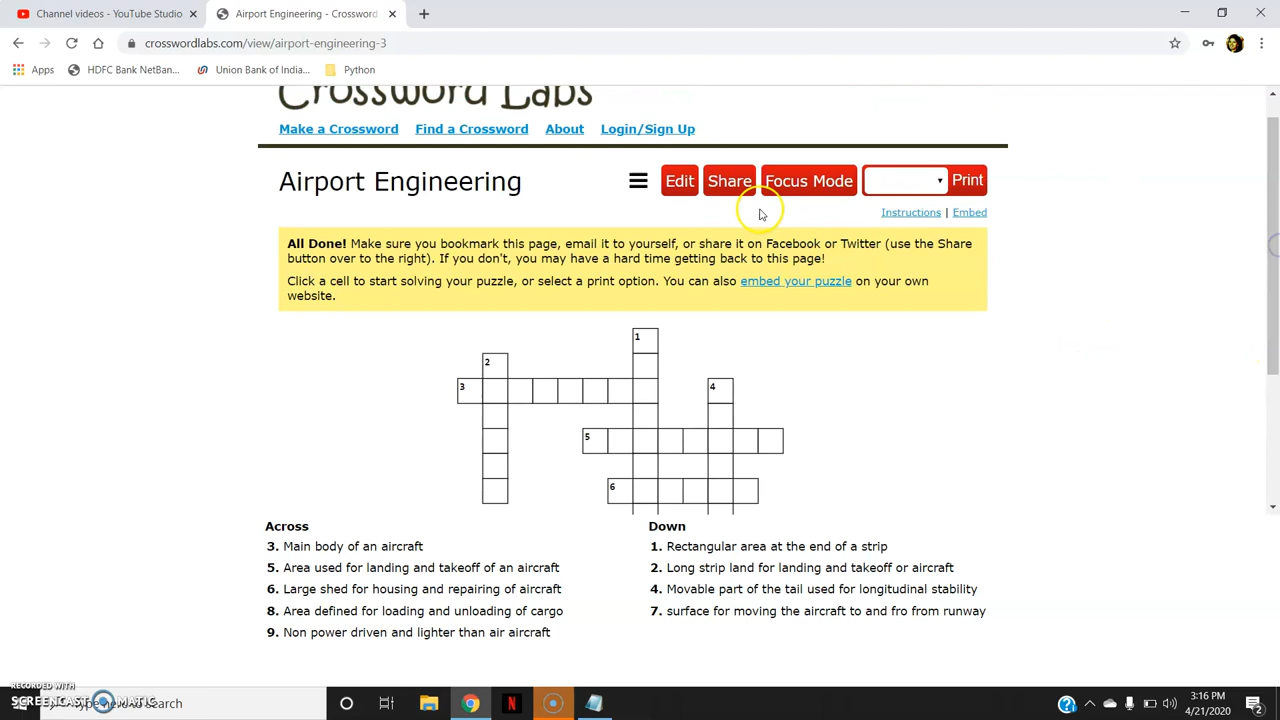 Channel videos - YouTube Studio
Airport Engineering - Crossword
crosswordlabs.com/view/airport-engineering-3
Apps
HDFC Bank NetBan...
Union Bank of India...
Python
Crossword Labs
Make a Crossword
Find a Crossword
About
Login/Sign Up
Airport Engineering
Edit
Share
Focus Mode
Print
Instructions | Embed
All Done! Make sure you bookmark this page, email it to yourself, or share it on Facebook or Twitter (use the Share
button over to the right). If you don't, you may have a hard time getting back to this page!
Click a cell to start solving your puzzle, or select a print option. You can also embed your puzzle on your own
website.
1
2
3
4
5
6
Across
3. Main body of an aircraft
5. Area used for landing and takeoff of an aircraft
6. Large shed for housing and repairing of aircraft
8. Area defined for loading and unloading of cargo
9. Non power driven and lighter than air aircraft
Down
1. Rectangular area at the end of a strip
2. Long strip land for landing and takeoff or aircraft
4. Movable part of the tail used for longitudinal stability
7. surface for moving the aircraft to and fro from runway
RECORDED WITH
SCREENCAST MATIC
here to search
3:16 PM
4/21/2020
2